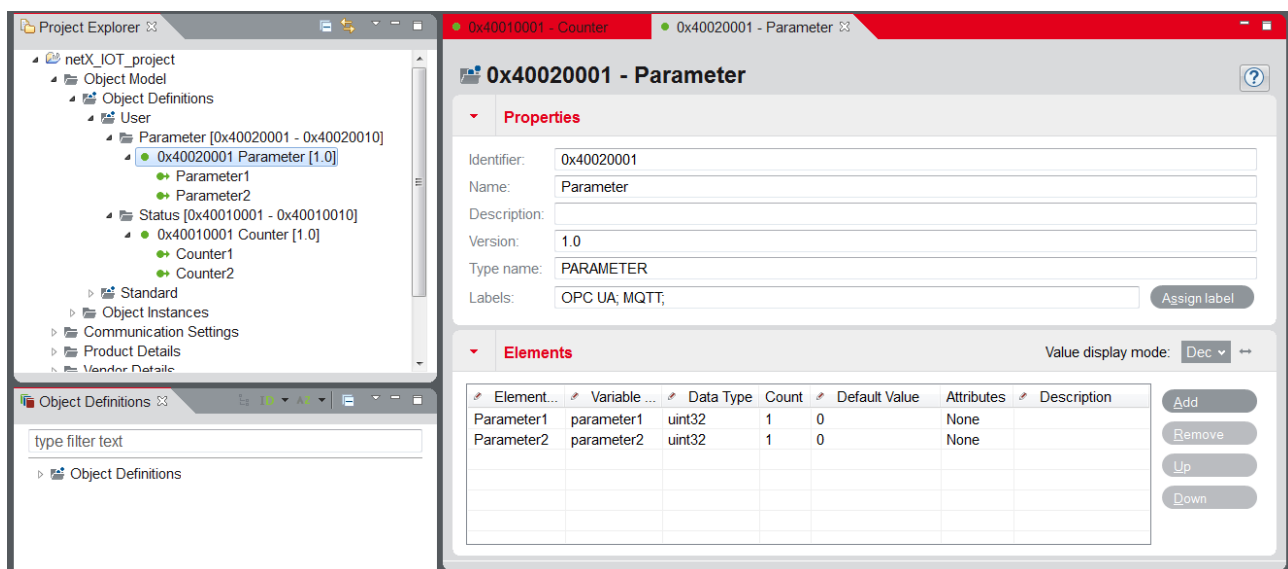 Project Explorer
netX_IOT_project
Object Model
Object Definitions
User
Parameter [0x40020001 - 0x40020010]
0x40020001 Parameter [1.0]
Parameter1
Parameter2
Status [0x40010001 - 0x40010010]
0x40010001 Counter [1.0]
Counter1
Counter2
Standard
Object Instances
Communication Settings
Product Details
Vendor Details
Object Definitions
type filter text
Object Definitions
0x40010001 - Counter
0x40020001 - Parameter
0x40020001 - Parameter
Properties
Identifier: 0x40020001
Name: Parameter
Description:
Version: 1.0
Type name: PARAMETER
Labels: OPC UA; MQTT; Assign label
Elements Value display mode: Dec
Element... Variable ... Data Type Count Default Value Attributes Description
Parameter1 parameter1 uint32 1 0 None
Parameter2 parameter2 uint32 1 0 None
Add
Remove
Up
Down